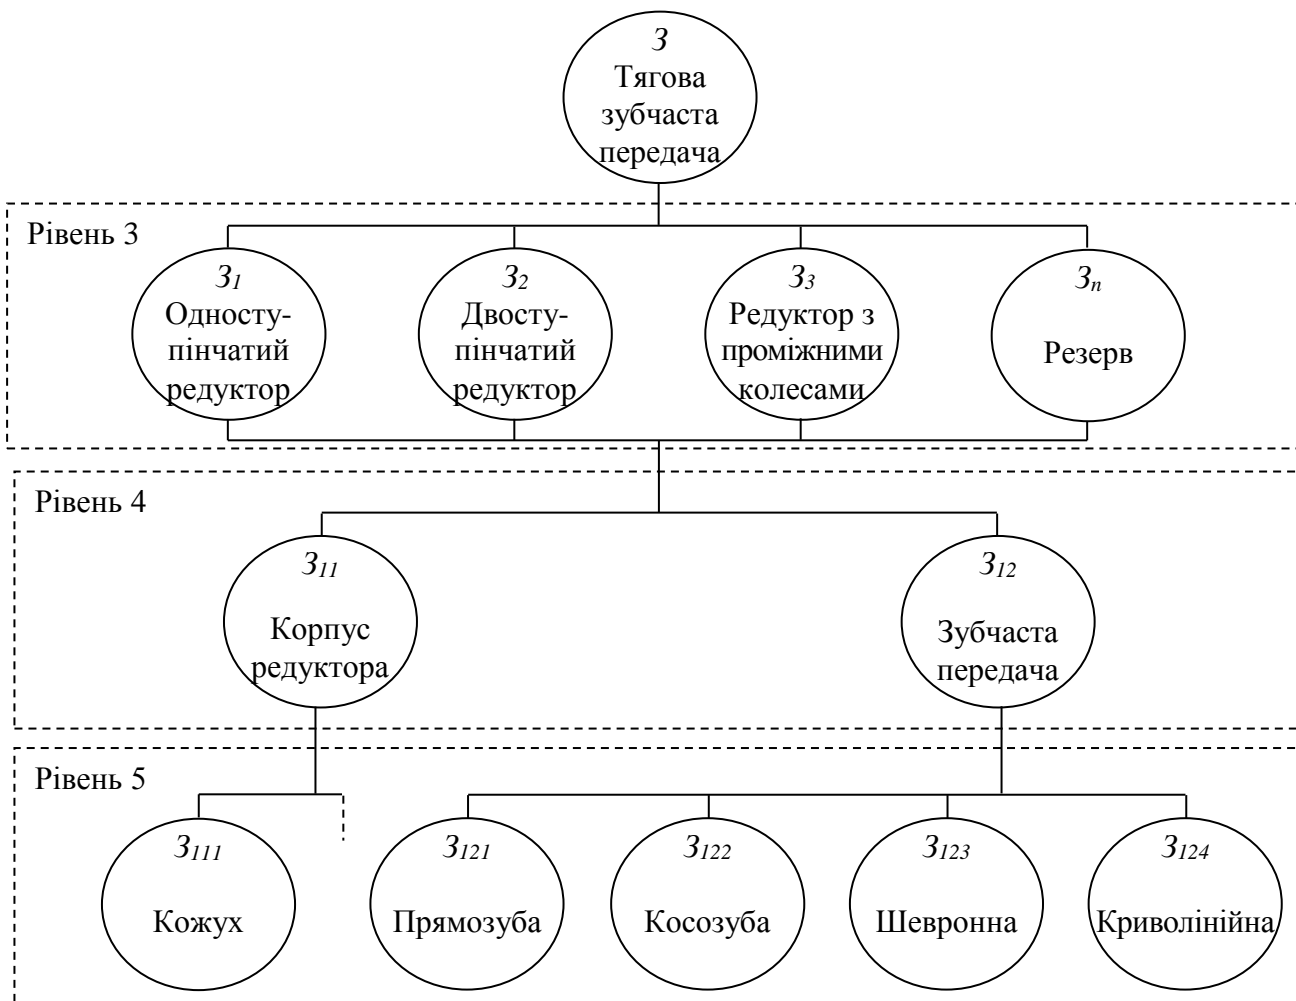 З
Тягова
зубчаста
передача
Рівень 3
З1
Односту-
пінчатий
редуктор
З2
Двосту-
пінчатий
редуктор
З3
Редуктор з
проміжними
колесами
Зn
Резерв
Рівень 4
З11
Корпус
редуктора
З12
Зубчаста
передача
Рівень 5
З111
Кожух
З121
Прямозуба
З122
Косозуба
З123
Шевронна
З124
Криволінійна